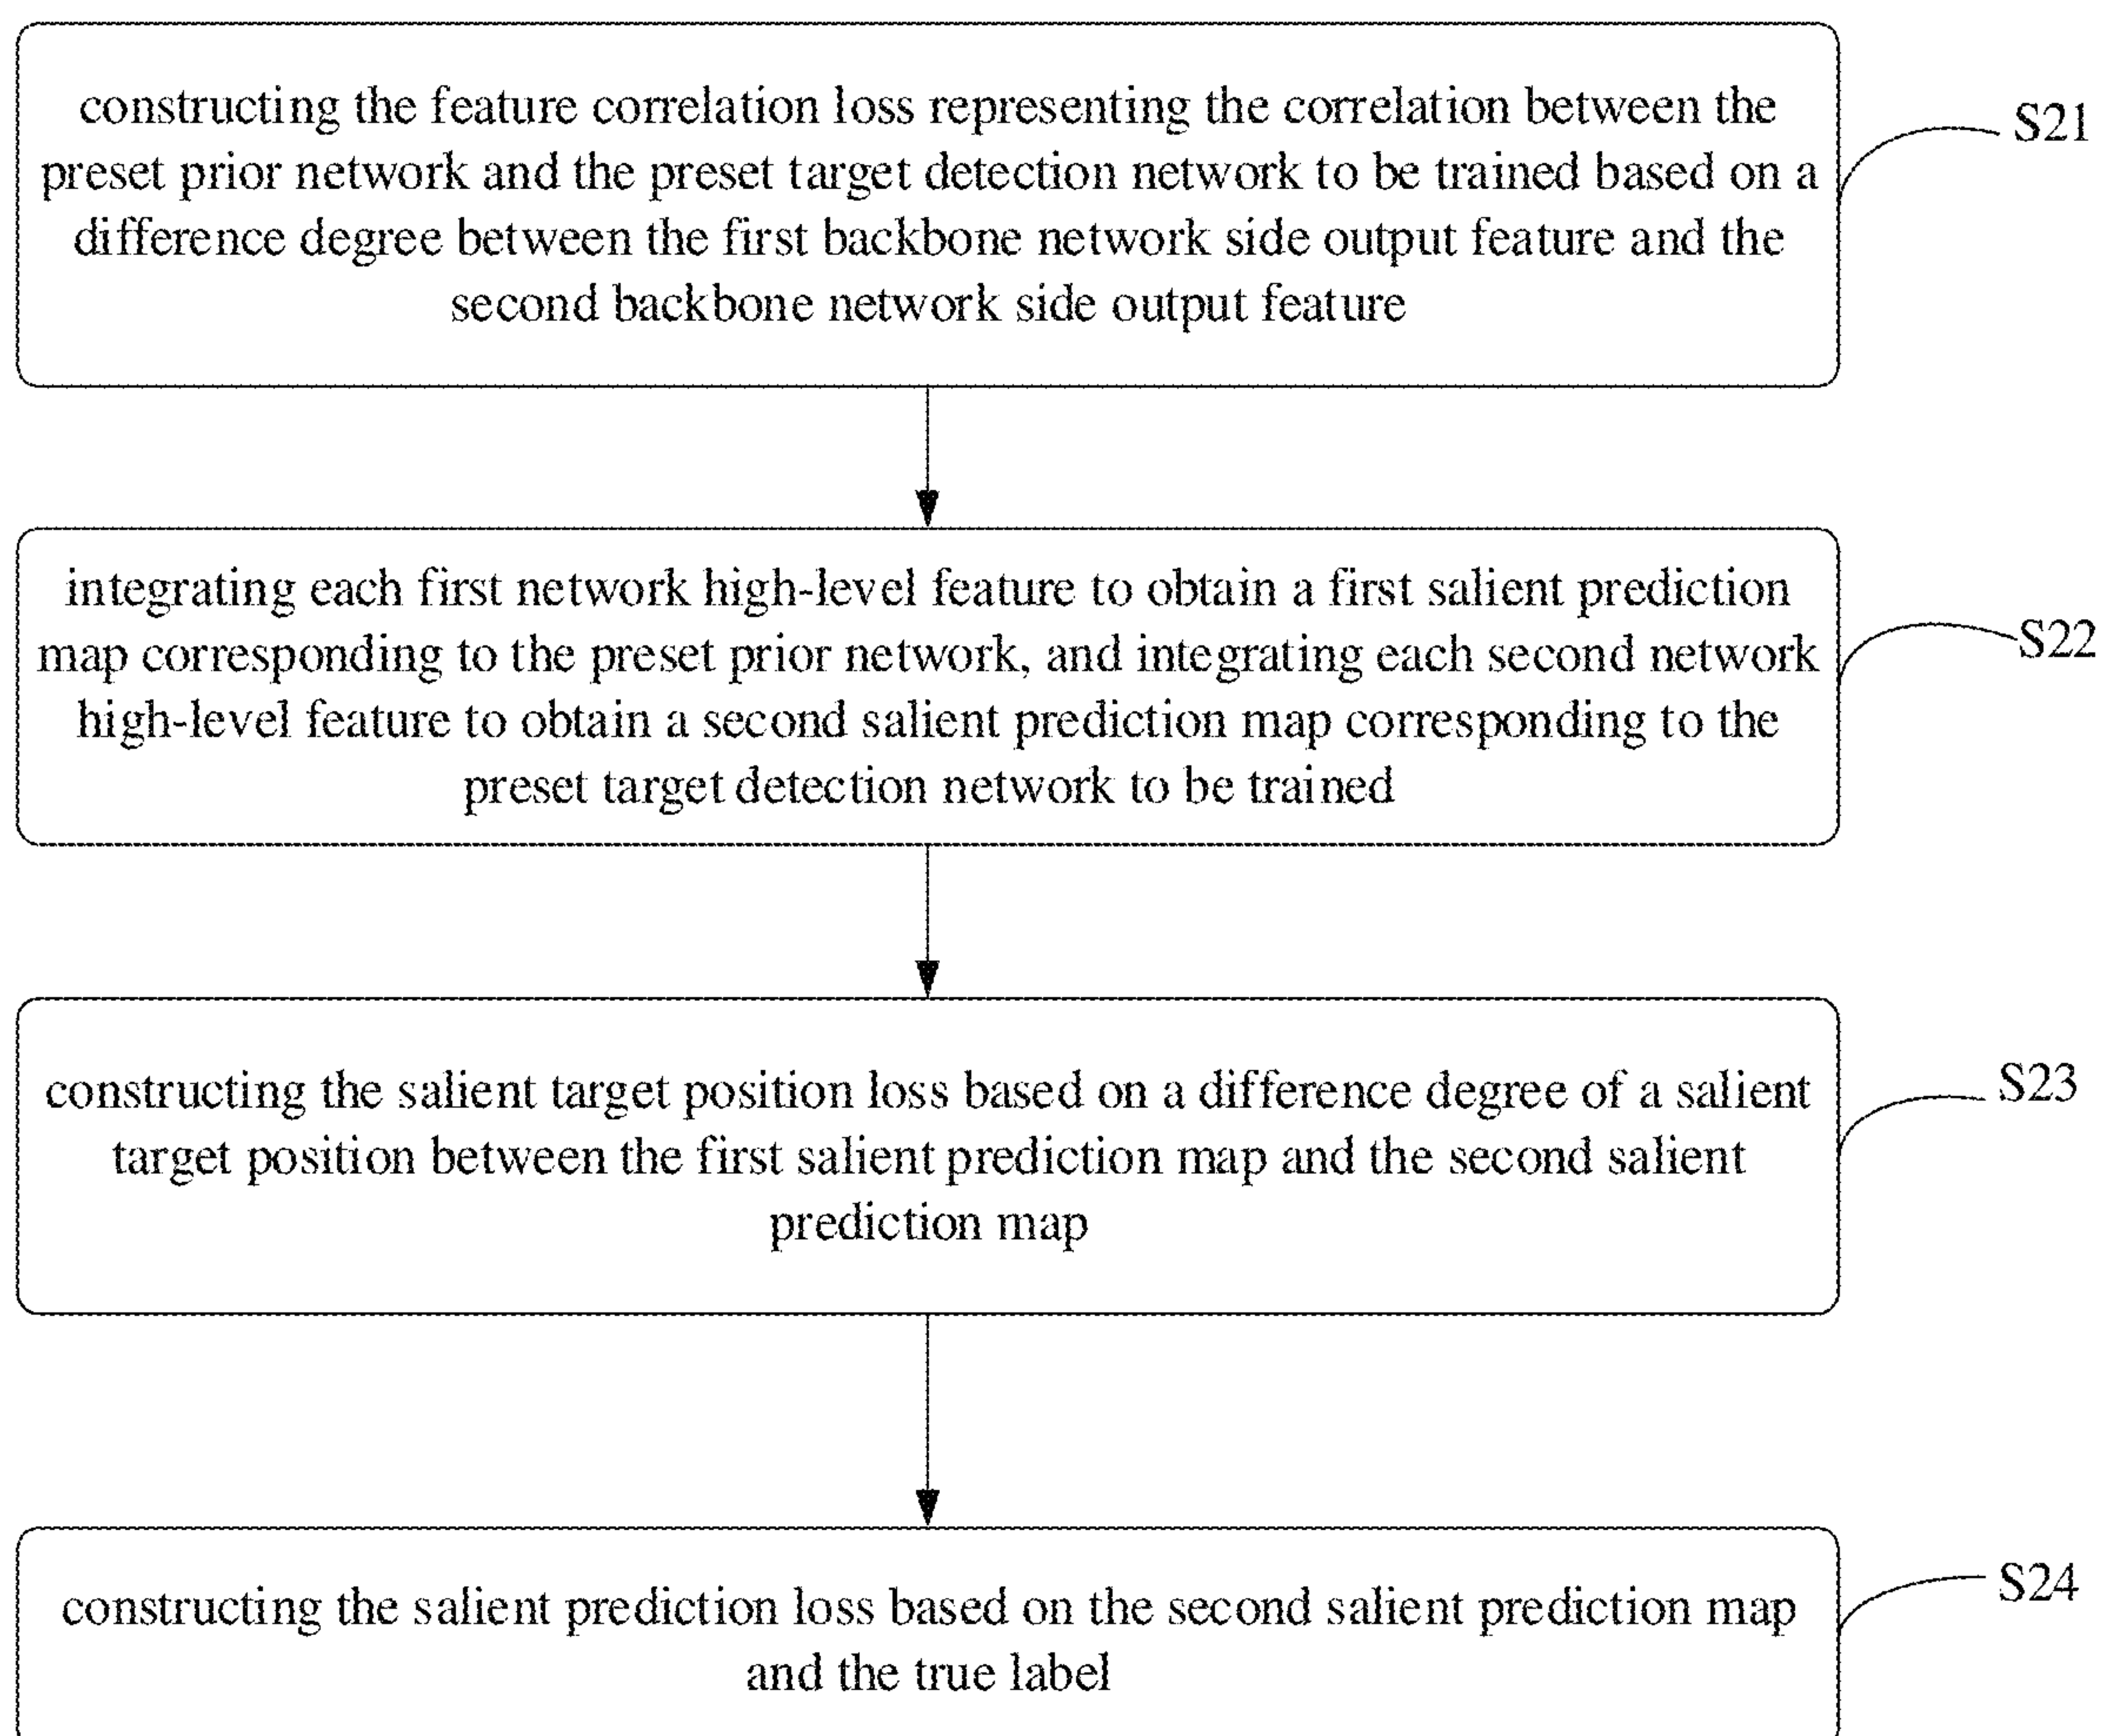 constructing the feature correlation loss representing the correlation between the
preset prior network and the preset target detection network to be trained based on a
difference degree between the first backbone network side output feature and the
second backbone network side output feature
S21
integrating each first network high-level feature to obtain a first salient prediction
map corresponding to the preset prior network, and integrating each second network
high-level feature to obtain a second salient prediction map corresponding to the
preset target detection network to be trained
S22
constructing the salient target position loss based on a difference degree of a salient
target position between the first salient prediction map and the second salient
prediction map
S23
constructing the salient prediction loss based on the second salient prediction map
and the true label
S24